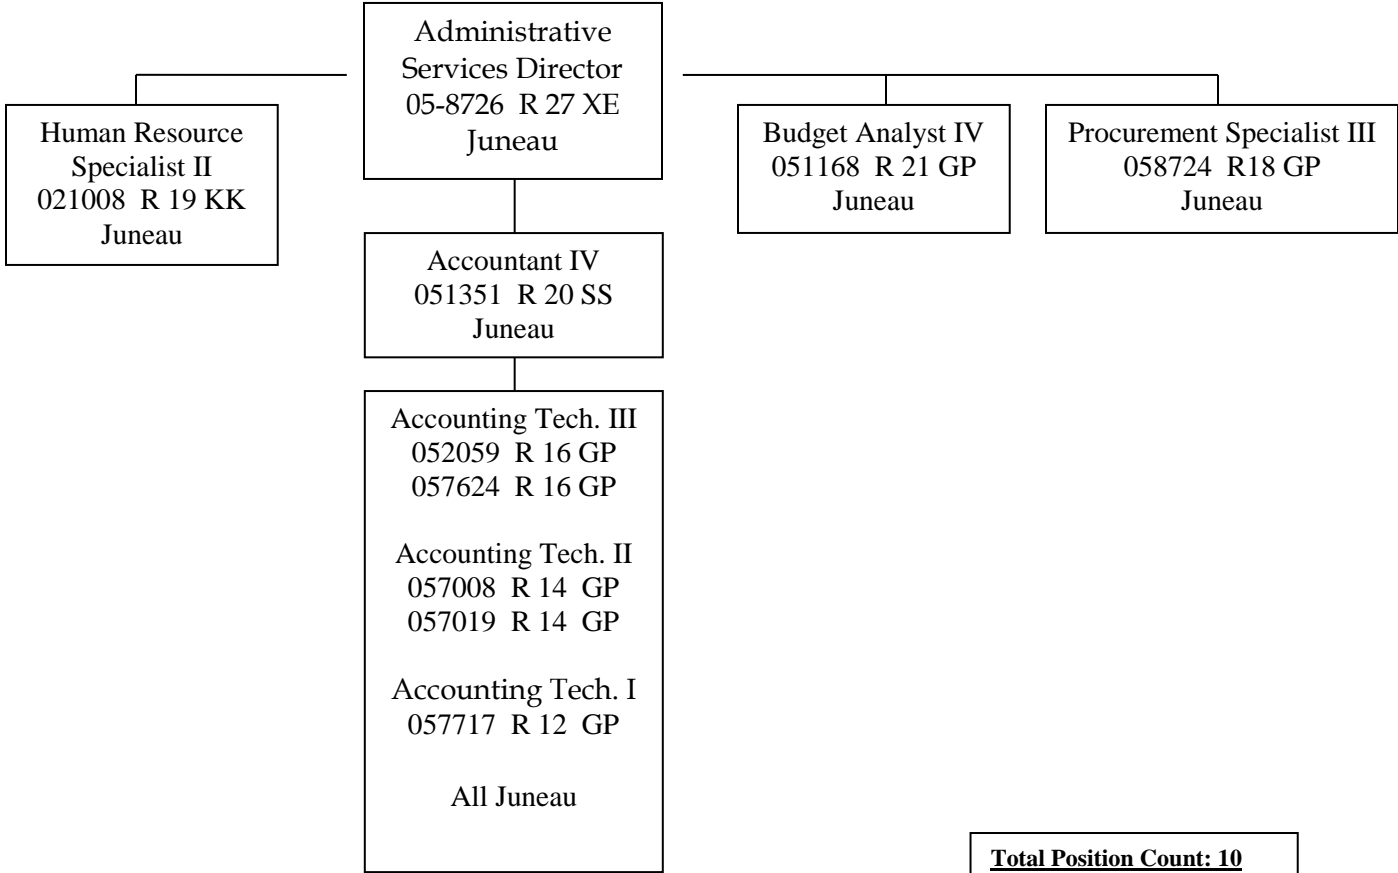 Administrative
Services Director
05-8726 R 27 XE
Juneau
Human Resource
Specialist II
021008 R 19 KK
Juneau
Budget Analyst IV
051168 R 21 GP
Juneau
Procurement Specialist III
058724 R18 GP
Juneau
Accountant IV
051351 R 20 SS
Juneau
Accounting Tech. III
052059 R 16 GP
057624 R 16 GP
Accounting Tech. II
057008 R 14 GP
057019 R 14 GP
Accounting Tech. I
057717 R 12 GP
All Juneau
Total Position Count: 10